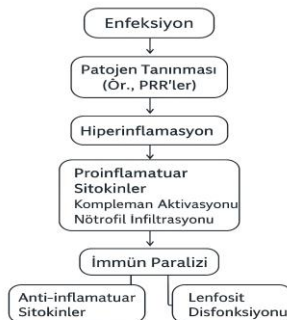 Enfeksiyon
Patojen Tanınması
(Ör., PRR'ler)
Hiperinflamasyon
Proinflamatuar
Sitokinler
Kompleman Aktivasyonu
Nötrofil İnfiltrasyonu
İmmün Paralizi
Anti-inflamatuar
Sitokinler
Lenfosit
Disfonksiyonu